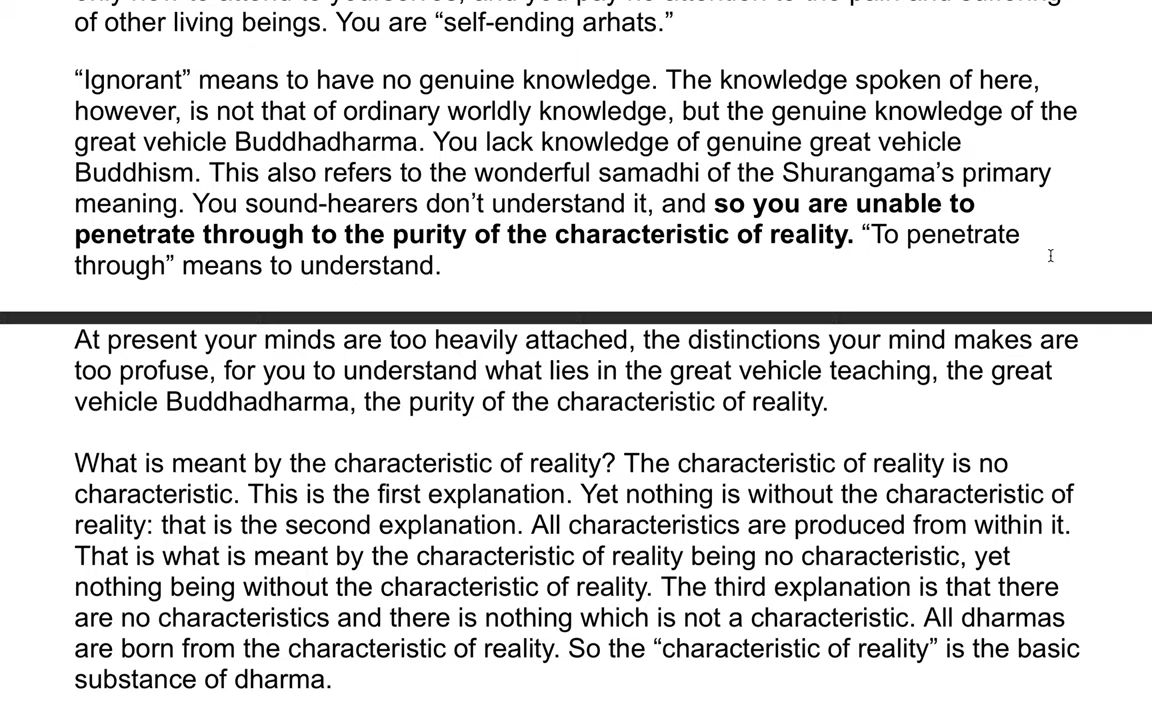 of other living beings. You are “self-ending arhats.”
“Ignorant” means to have no genuine knowledge. The knowledge spoken of here,
however, is not that of ordinary worldly knowledge, but the genuine knowledge of the
great vehicle Buddhadharma. You lack knowledge of genuine great vehicle
Buddhism. This also refers to the wonderful samadhi of the Shurangama’s primary
meaning. You sound-hearers don’t understand it, and so you are unable to
penetrate through to the purity of the characteristic of reality. “To penetrate
through” means to understand.
At present your minds are too heavily attached, the distinctions your mind makes are
too profuse, for you to understand what lies in the great vehicle teaching, the great
vehicle Buddhadharma, the purity of the characteristic of reality.
What is meant by the characteristic of reality? The characteristic of reality is no
characteristic. This is the first explanation. Yet nothing is without the characteristic of
reality: that is the second explanation. All characteristics are produced from within it.
That is what is meant by the characteristic of reality being no characteristic, yet
nothing being without the characteristic of reality. The third explanation is that there
are no characteristics and there is nothing which is not a characteristic. All dharmas
are born from the characteristic of reality. So the “characteristic of reality” is the basic
substance of dharma.